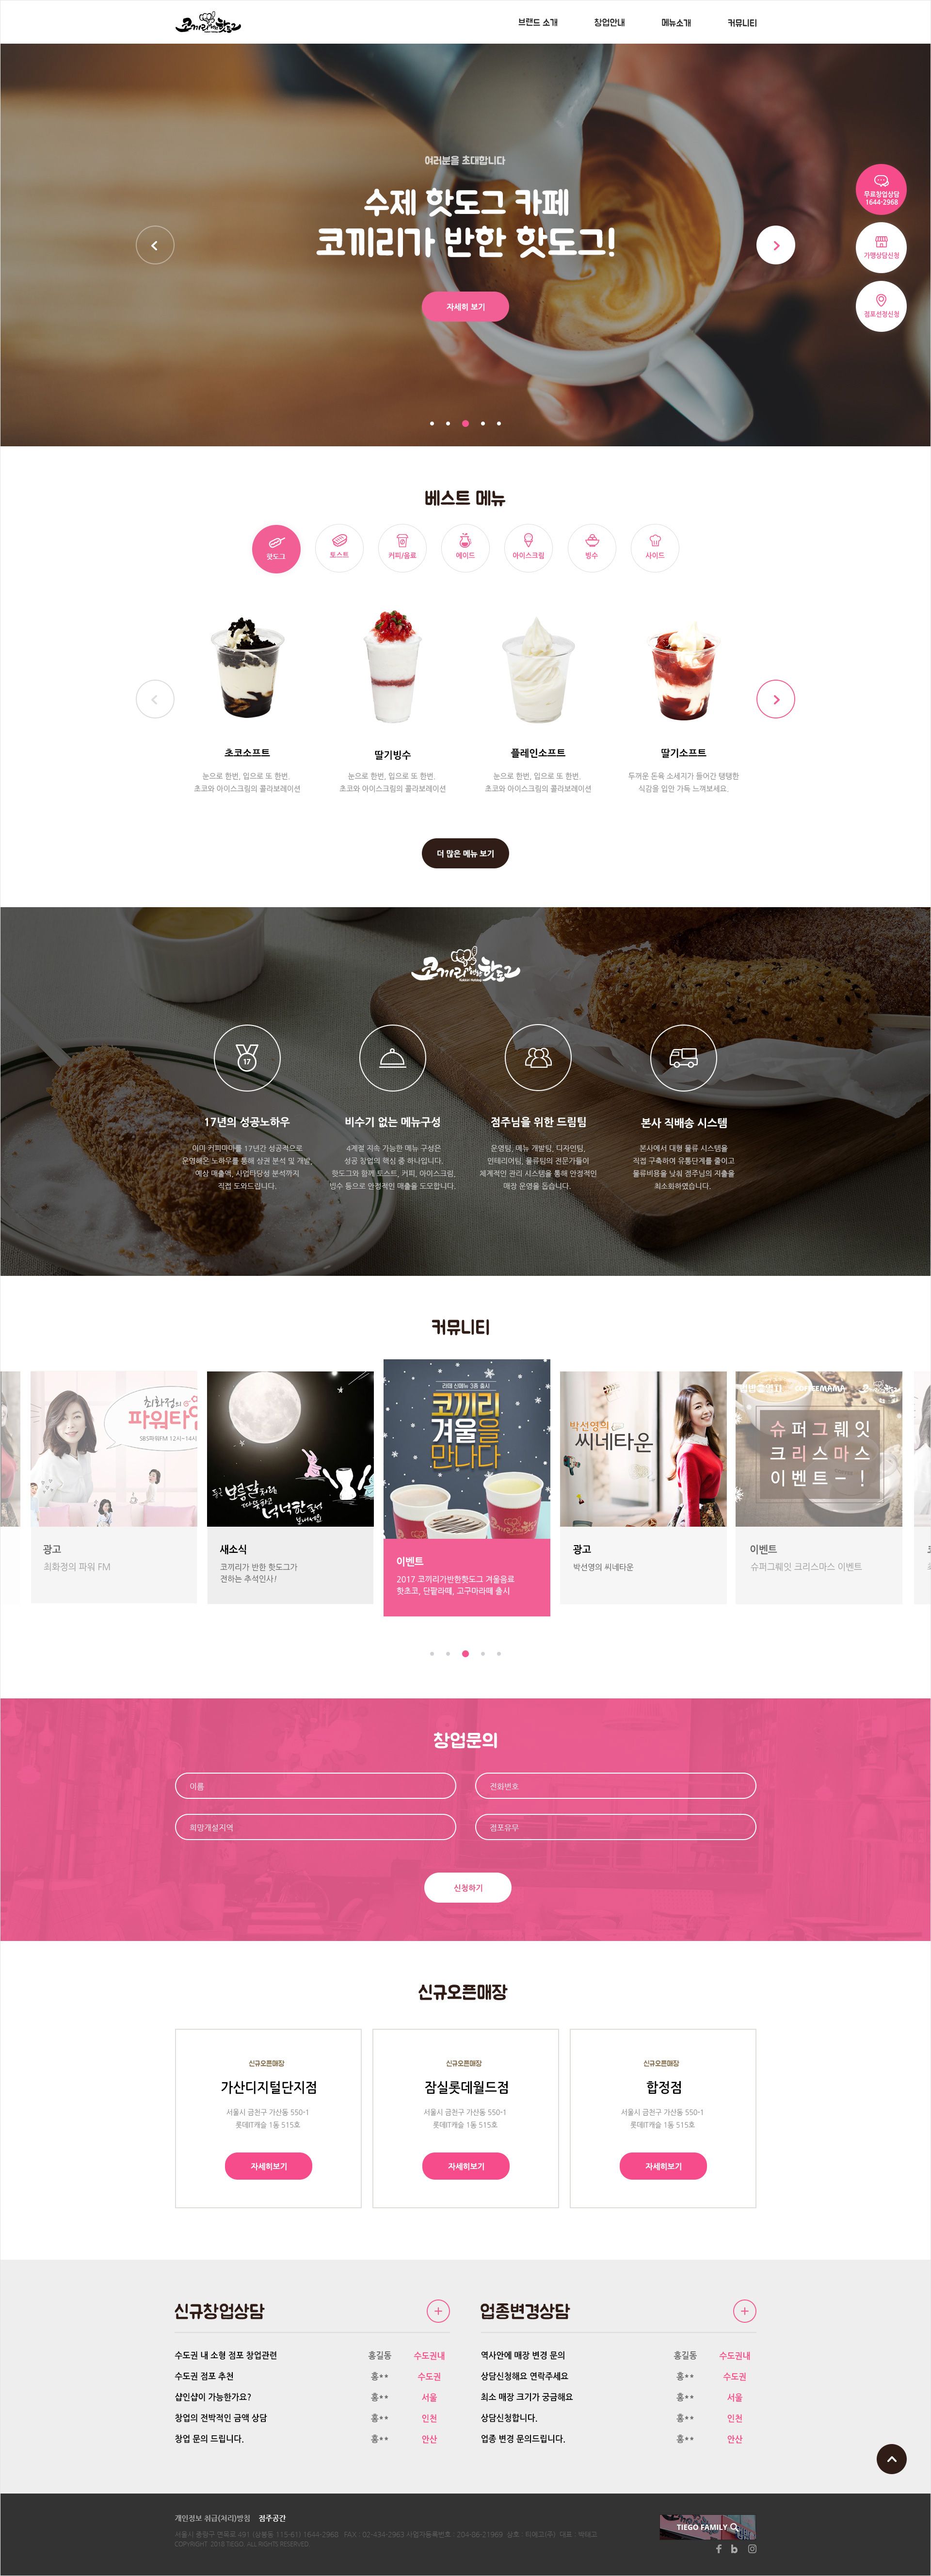 코끼리가 반한 핫도그
브랜드 소개
창업안내
메뉴소개
커뮤니티
여러분을 초대합니다
수제 핫도그 카페
코끼리가 반한 핫도그!
자세히 보기
무료창업상담
1644-2968
가맹상담신청
점포선정신청
베스트 메뉴
핫도그
토스트
커피/음료
에이드
아이스크림
빙수
사이드
초코소프트
눈으로 한번, 입으로 또 한번.
초코와 아이스크림의 콜라보레이션
딸기빙수
눈으로 한번, 입으로 또 한번.
초코와 아이스크림의 콜라보레이션
플레인소프트
눈으로 한번, 입으로 또 한번.
초코와 아이스크림의 콜라보레이션
딸기소프트
두꺼운 돈육 소세지가 들어간 탱탱한
식감을 입안 가득 느껴보세요.
더 많은 메뉴 보기
코끼리가 반한 핫도그
17
17년의 성공노하우
이미 커피마마를 17년간 성공적으로
운영해온 노하우를 통해 상권 분석 및 개발,
예상 매출액, 사업타당성 분석까지
직접 도와드립니다.
비수기 없는 메뉴구성
4계절 지속 가능한 메뉴 구성은
성공 창업의 핵심 중 하나입니다.
핫도그와 함께 토스트, 커피, 아이스크림,
빙수 등으로 안정적인 매출을 도모합니다.
점주님을 위한 드림팀
운영팀, 메뉴 개발팀, 디자인팀,
인테리어팀, 물류팀의 전문가들이
체계적인 관리 시스템을 통해 안정적인
매장 운영을 돕습니다.
본사 직배송 시스템
본사에서 대형 물류 시스템을
직접 구축하여 유통단계를 줄이고
물류비용을 낮춰 점주님의 지출을
최소화하였습니다.
커뮤니티
최화정의
파워타임
SBS파워FM 12시~14시
광고
최화정의 파워 FM
둥근 보름달처럼
넉넉한 추석
새소식
코끼리가 반한 핫도그가
전하는 추석인사!
라떼 신메뉴 3종 출시
코끼리
겨울을
만나다
이벤트
2017 코끼리가반한핫도그 겨울음료
핫초코, 단팥라떼, 고구마라떼 출시
박선영의
씨네타운
광고
박선영의 씨네타운
COFFEEMAMA
슈퍼그뤠잇
크리스마스
이벤트- !
이벤트
슈퍼그뤠잇 크리스마스 이벤트
창업문의
이름
전화번호
희망개설지역
점포유무
신청하기
신규오픈매장
신규오픈매장
가산디지털단지점
서울시 금천구 가산동 550-1
롯데IT캐슬 1동 515호
자세히보기
신규오픈매장
잠실롯데월드점
서울시 금천구 가산동 550-1
롯데IT캐슬 1동 515호
자세히보기
신규오픈매장
합정점
서울시 금천구 가산동 550-1
롯데IT캐슬 1동 515호
자세히보기
신규창업상담
수도권 내 소형 점포 창업관련 홍길동 수도권내
수도권 점포 추천 홍** 수도권
샵인샵이 가능한가요? 홍** 서울
창업의 전박적인 금액 상담 홍** 인천
창업 문의 드립니다. 홍** 안산
업종변경상담
역사안에 매장 변경 문의 홍길동 수도권내
상담신청해요 연락주세요 홍** 수도권
최소 매장 크기가 궁금해요 홍** 서울
상담신청합니다. 홍** 인천
업종 변경 문의드립니다. 홍** 안산
개인정보 취급(처리)방침 점주공간
1644-2968 FAX : 02-434-2963 사업자등록번호 : 204-86-21969
COPYRIGHT 2018 TIEGO. ALL RIGHTS RESERVED.
TIEGO FAMILY